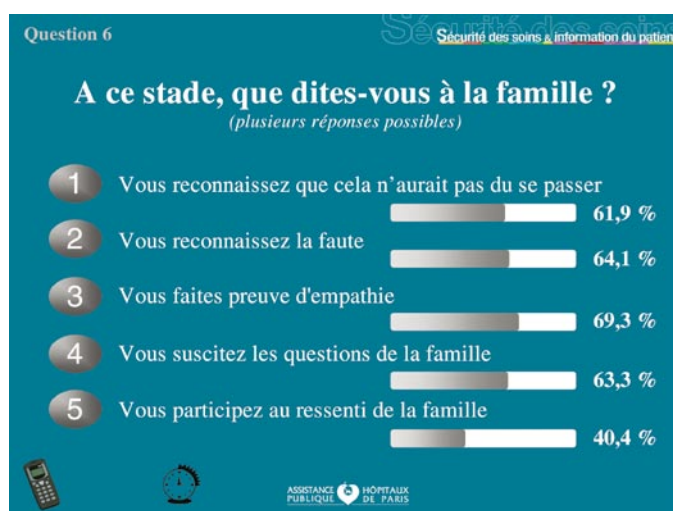 Question 6
Sécurité des soins
Sécurité des soins & information du patien
A ce stade, que dites-vous à la famille ?
(plusieurs réponses possibles)
1 Vous reconnaissez que cela n’aurait pas du se passer
61,9 %
2 Vous reconnaissez la faute
64,1 %
3 Vous faites preuve d'empathie
69,3 %
4 Vous suscitez les questions de la famille
63,3 %
5 Vous participez au ressenti de la famille
40,4 %
ASSISTANCE HÔPITAUX
PUBLIQUE DE PARIS